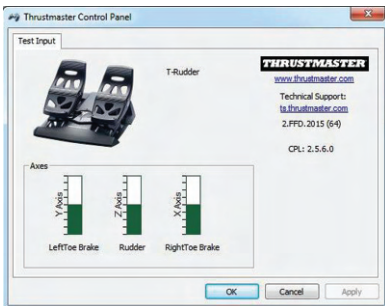 Thrustmaster Control Panel
Test Input
T-Rudder
THRUSTMASTER
www.thrustmaster.com
Technical Support:
ts.thrustmaster.com
2.FFD.2015 (64)
CPL: 2.5.6.0
Axes
Y Axis
Z Axis
X Axis
LeftToe Brake
Rudder
RightToe Brake
OK
Cancel
Apply